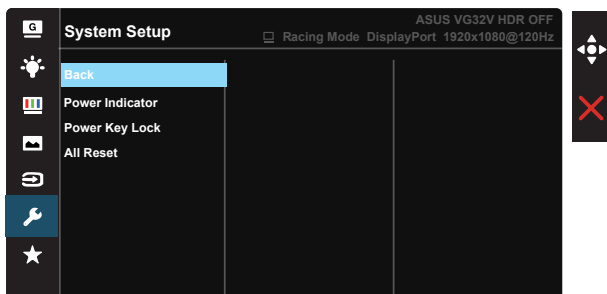 G
System Setup
ASUS VG32V HDR OFF
Racing Mode DisplayPort 1920x1080@120Hz
Back
Power Indicator
Power Key Lock
All Reset